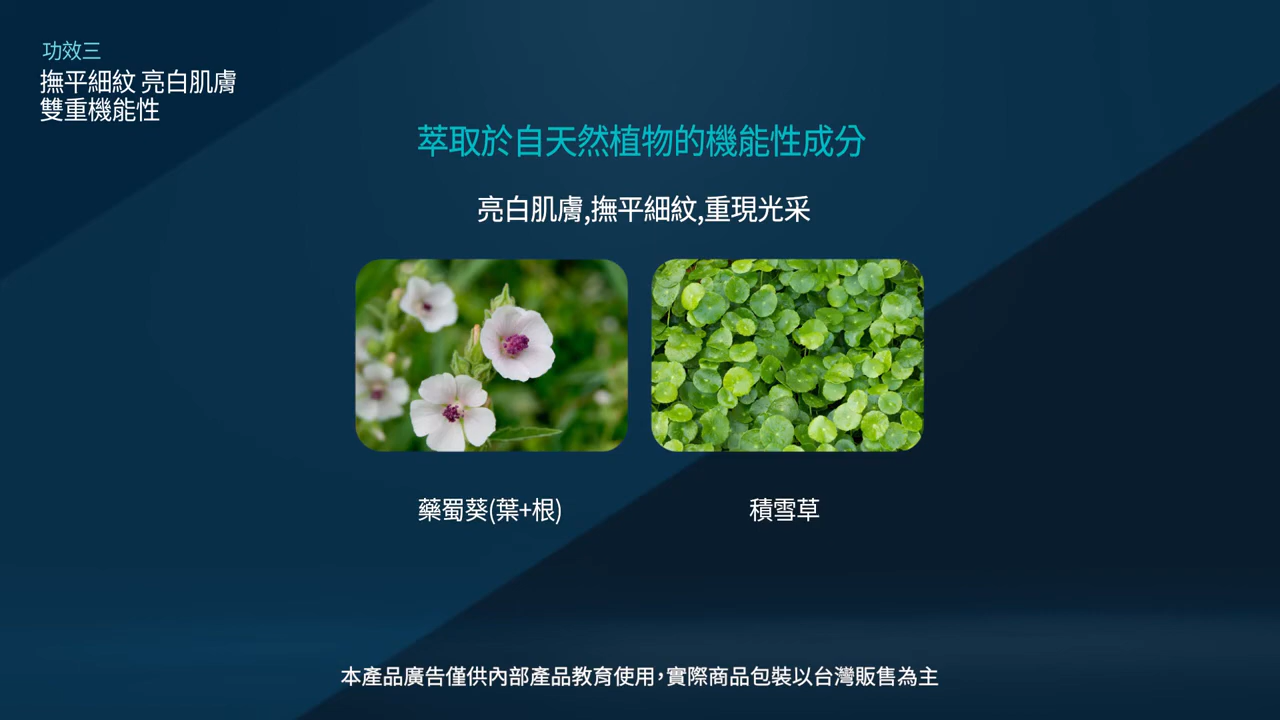 功效三
撫平細紋 亮白肌膚
雙重機能性
萃取於自天然植物的機能性成分
亮白肌膚,撫平細紋,重現光采
藥蜀葵(葉+根)
積雪草
本產品廣告僅供內部產品教育使用，實際商品包裝以台灣販售為主